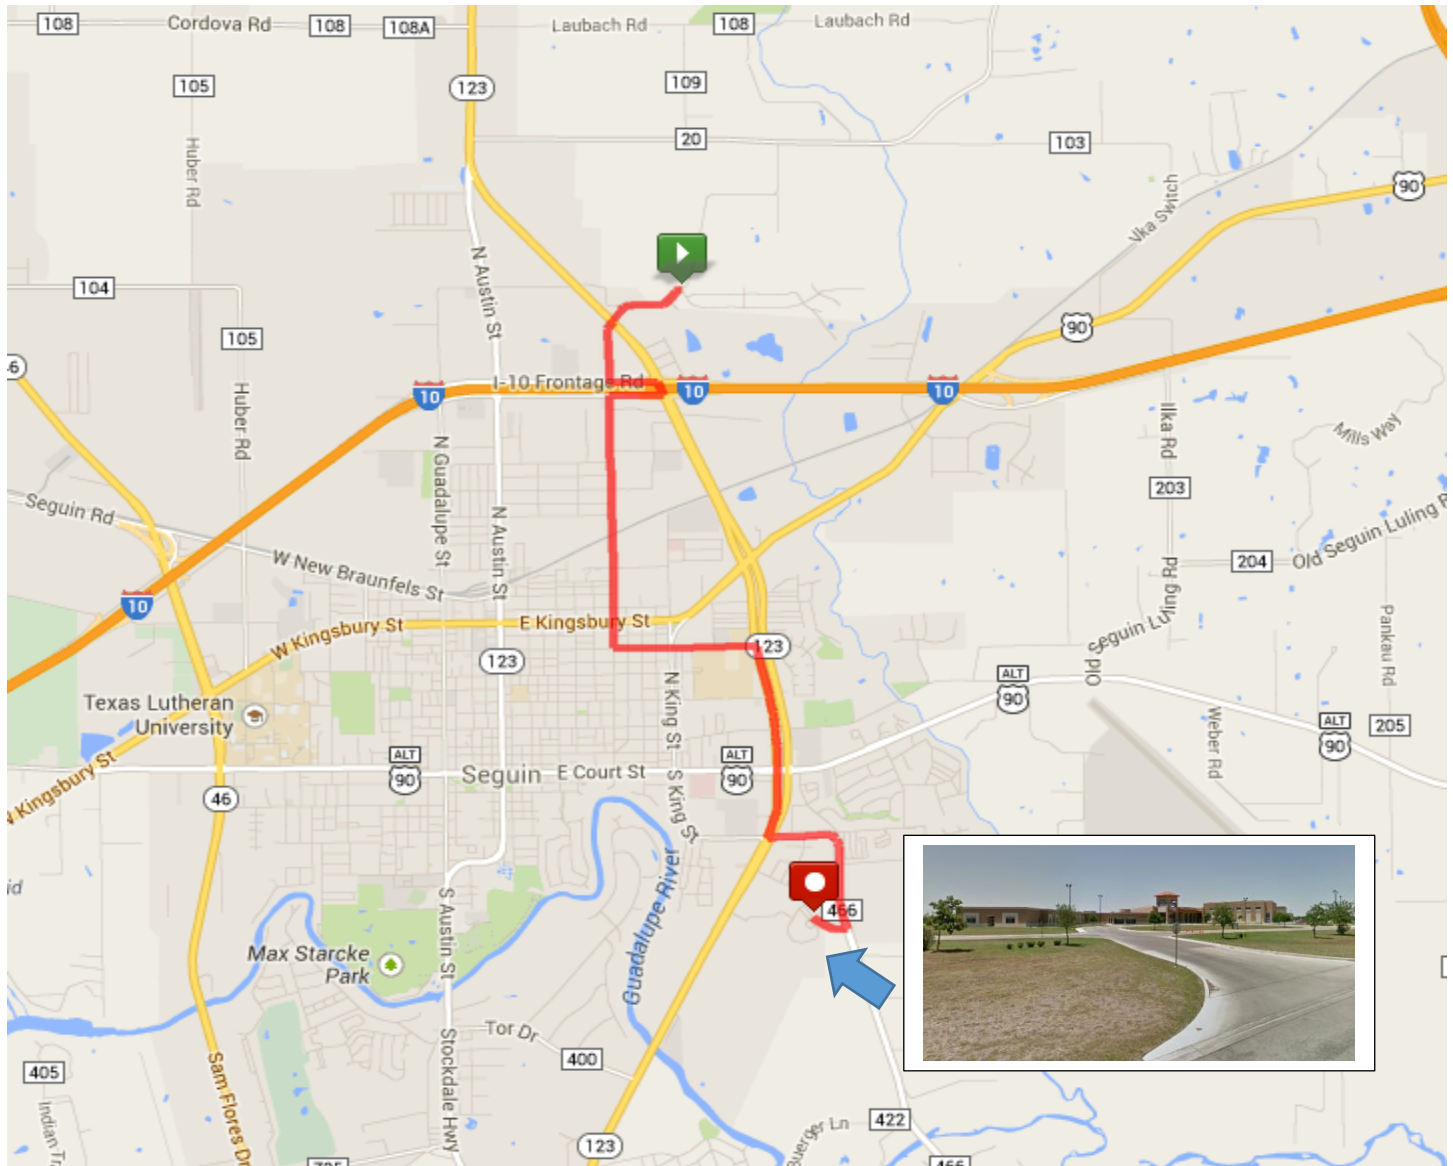 108
Cordova Rd
108
108A
Laubach Rd
108
Laubach Rd
105
123
109
20
103
Huber Rd
90
Ilka Switch
N Austin St
104
105
90
46
I-10 Frontage Rd
10
10
10
Huber Rd
N Guadalupe St
Ilka Rd
Mills Way
Seguin Rd
203
N Austin St
Old Seguin Luling R
W New Braunfels St
204
10
W Kingsbury St
E Kingsbury St
Old Seguin Luling Rd
Pankau Rd
123
123
ALT
90
Texas Lutheran
University
N King St
Weber Rd
ALT
90
205
ALT
90
Seguin
E Court St
ALT
90
W Kingsbury St
46
S King St
466
S Austin St
Guadalupe River
Max Starcke
Park
Tor Dr
400
405
Stockdale Hwy
Sam Flores Dr
Indian Tr
422
Buerger Ln
123
466